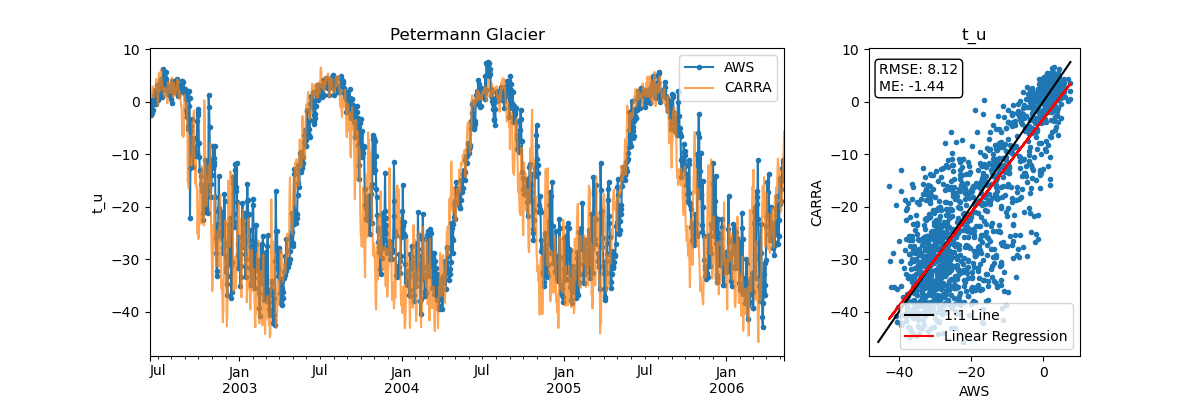 Petermann Glacier
t_u
10
0
−10
−20
−30
−40
t_u
AWS
CARRA
Jul
Jan
2003
Jul
Jan
2004
Jul
Jan
2005
Jul
Jan
2006
10
0
−10
−20
−30
−40
CARRA
RMSE: 8.12
ME: -1.44
1:1 Line
Linear Regression
−40
−20
0
AWS